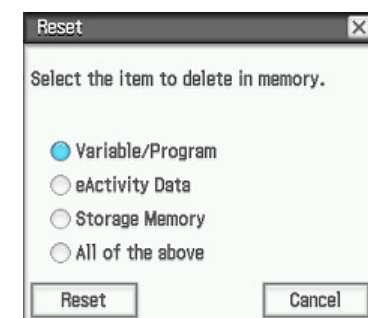 Reset
Select the item to delete in memory.
Variable/Program
eActivity Data
Storage Memory
All of the above
Reset Cancel